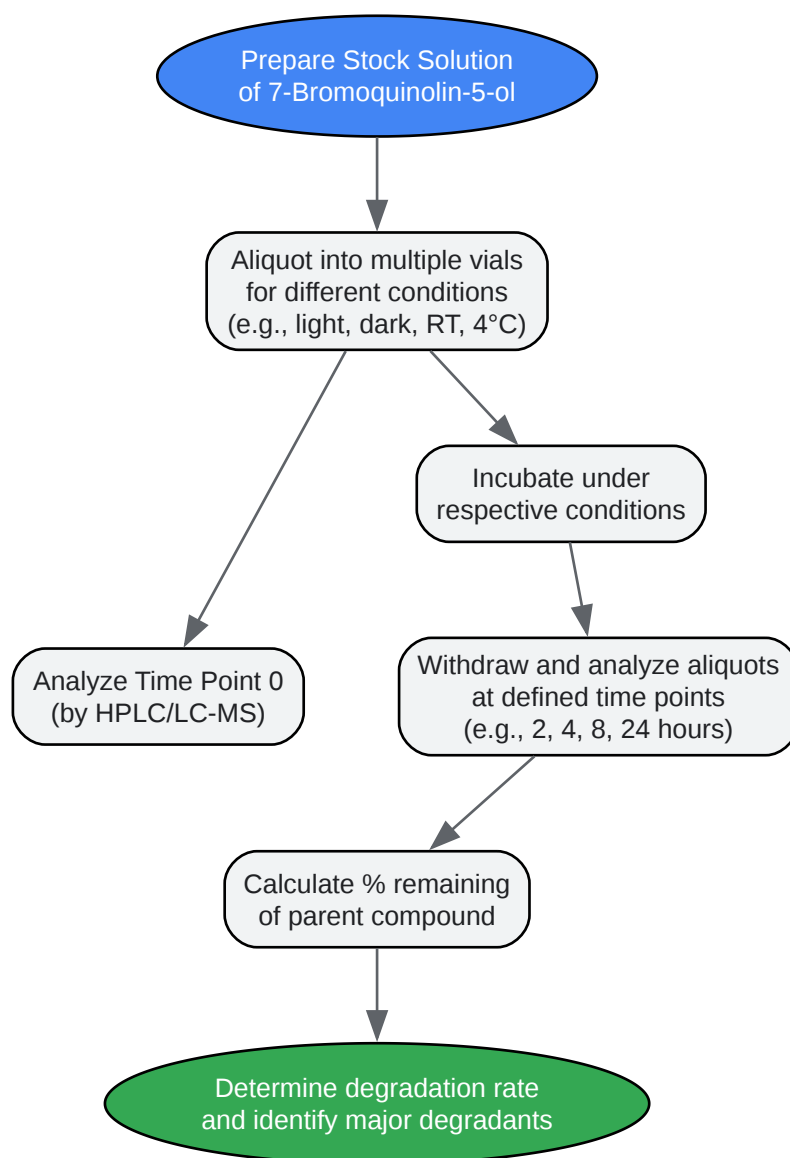 Prepare Stock Solution
of 7-Bromoquinolin-5-ol
Aliquot into multiple vials
for different conditions
(e.g., light, dark, RT, 4°C)
Incubate under
respective conditions
Analyze Time Point 0
(by HPLC/LC-MS)
Withdraw and analyze aliquots
at defined time points
(e.g., 2, 4, 8, 24 hours)
Calculate % remaining
of parent compound
Determine degradation rate
and identify major degradants